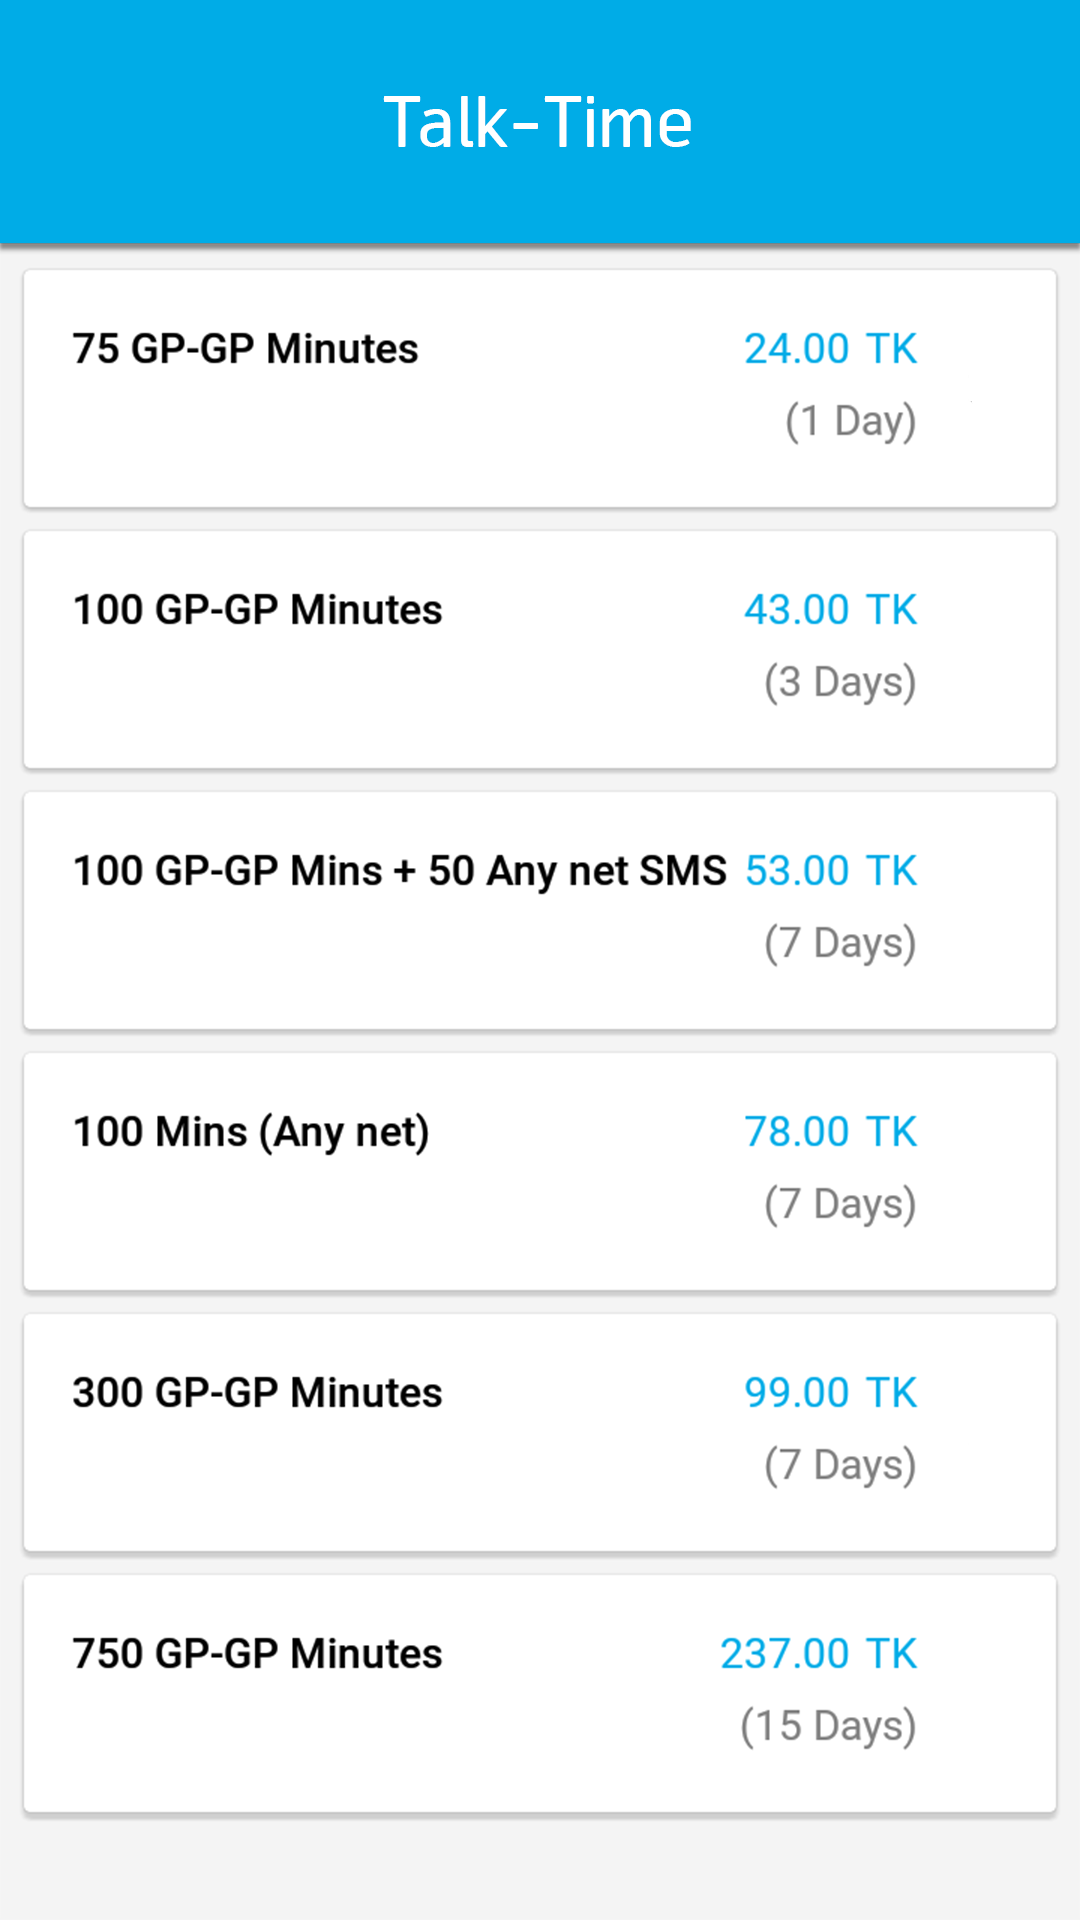 Talk-Time
75 GP-GP Minutes 24.00 TK
(1 Day)
100 GP-GP Minutes 43.00 TK
(3 Days)
100 GP-GP Mins + 50 Any net SMS 53.00 TK
(7 Days)
100 Mins (Any net) 78.00 TK
(7 Days)
300 GP-GP Minutes 99.00 TK
(7 Days)
750 GP-GP Minutes 237.00 TK
(15 Days)